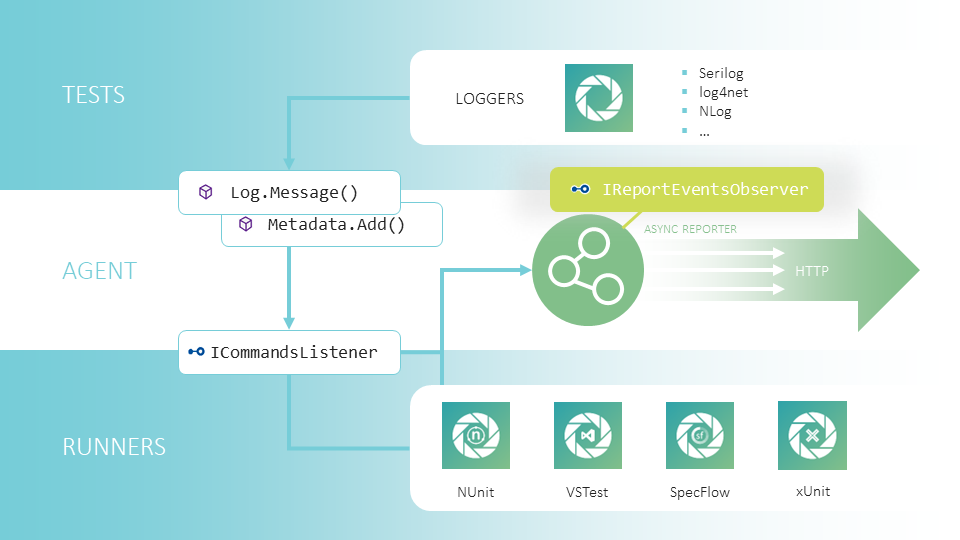 TESTS
LOGGERS
Serilog
log4net
NLog
...
Log.Message()
Metadata.Add()
IReportEventsObserver
ASYNC REPORTER
AGENT
HTTP
ICommandsListener
RUNNERS
n
sf
NUnit
VSTest
SpecFlow
xUnit